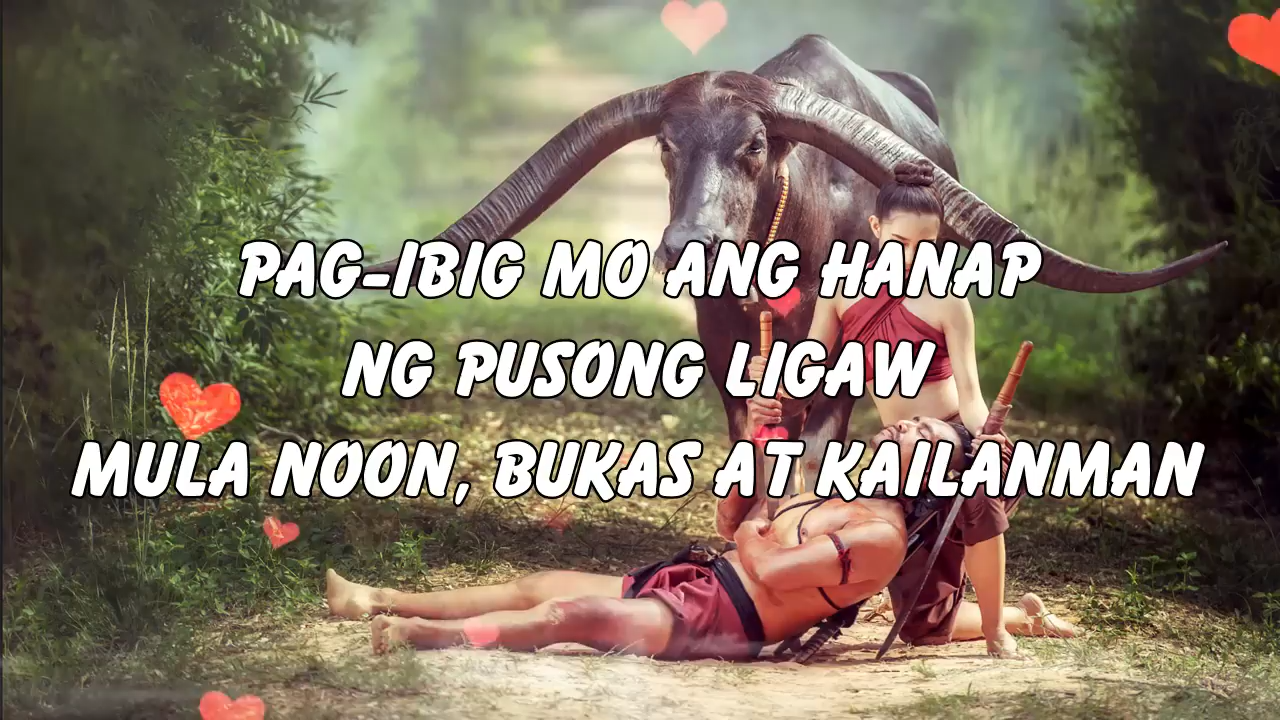 PAG-IBIG MO ANG HANAP
NG PUSONG LIGAW
MULA NOON, BUKAS AT KAILANMAN